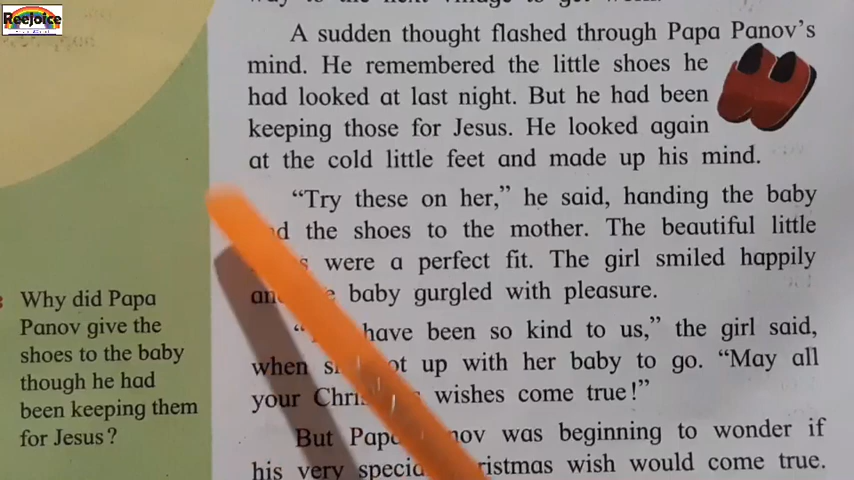 Reejoice
A sudden thought flashed through Papa Panov's
mind. He remembered the little shoes he
had looked at last night. But he had been
keeping those for Jesus. He looked again
at the cold little feet and made up his mind.
"Try these on her," he said, handing the baby
the shoes to the mother. The beautiful little
were a perfect fit. The girl smiled happily
baby gurgled with pleasure.
have been so kind to us," the girl said,
when up with her baby to go. "May all
your wishes come true!"
But was beginning to wonder if
his very wish would come true.
Why did Papa
Panov give the
shoes to the baby
though he had
been keeping them
for Jesus?